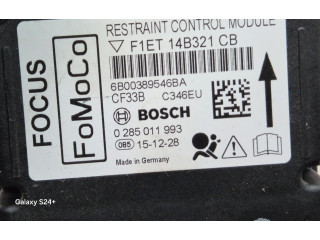 RESTRAINT CONTROL MODULE
F1ET 14B321 CB
6B00389546BA
CF33B C346EU
BOSCH
0 285 011 993
085 15-12-28
Made in Germany
FOCUS
FoMoCo
Galaxy S24+